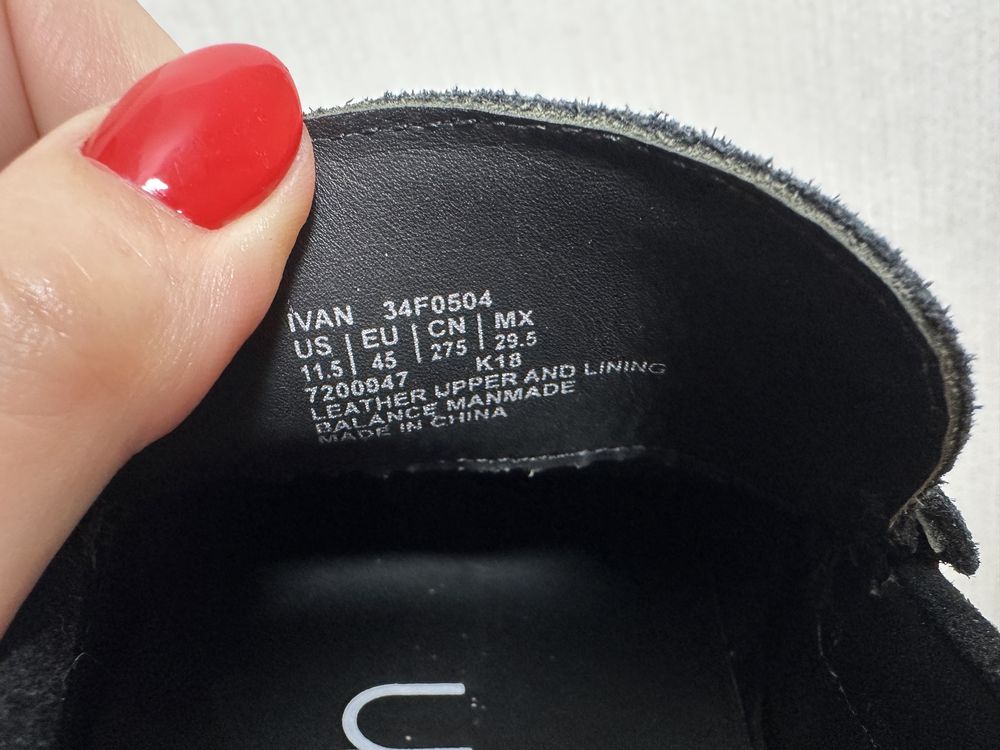 IVAN 34F0504
US | EU | CN | MX
11.5 | 45 | 275 | 29.5
7200947 K18
LEATHER UPPER AND LINING
BALANCE MANMADE
MADE IN CHINA